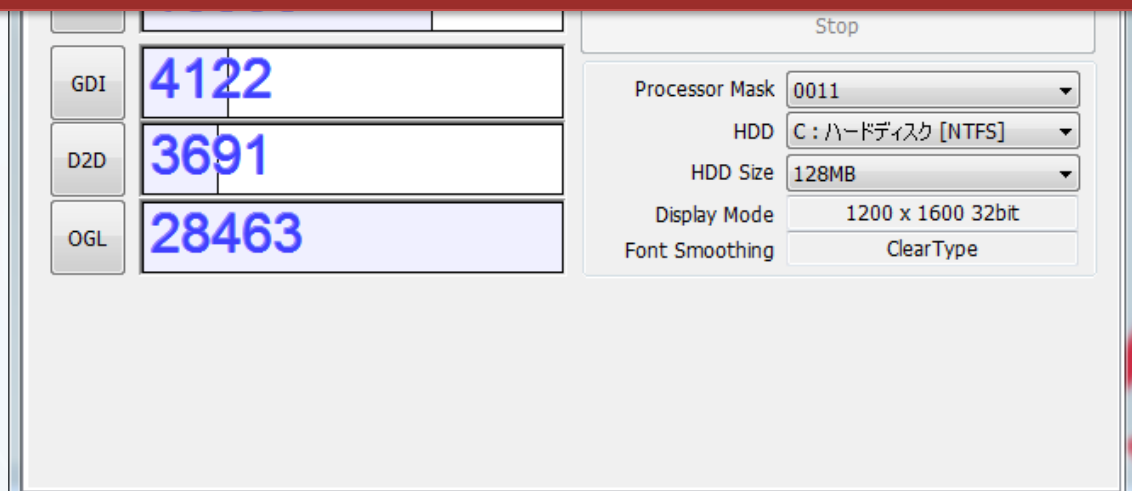 Stop
GDI 4122
D2D 3691
OGL 28463
Processor Mask 0011
HDD C : ハードディスク [NTFS]
HDD Size 128MB
Display Mode 1200 x 1600 32bit
Font Smoothing ClearType